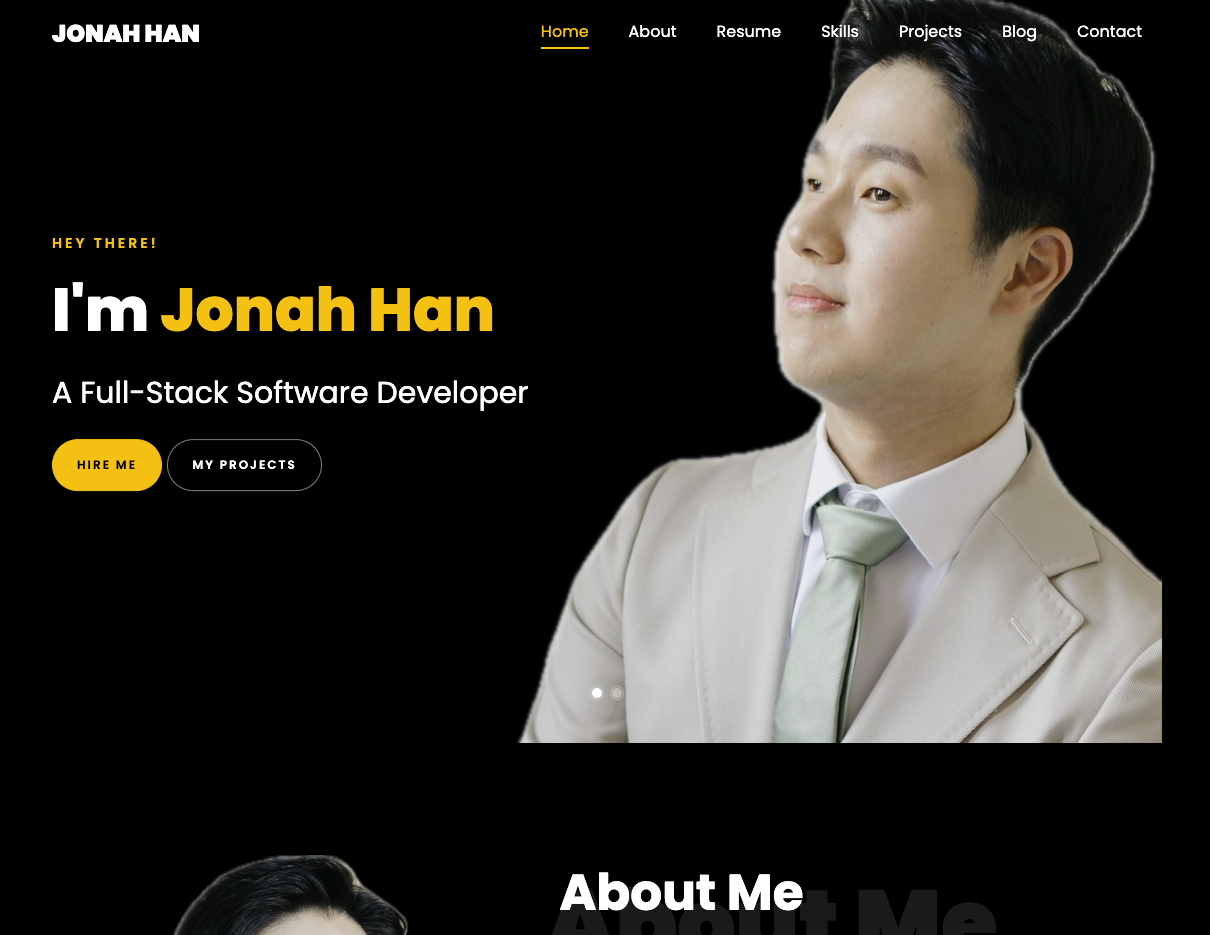 JONAH HAN
Home About Resume Skills Projects Blog Contact
HEY THERE!
I'm Jonah Han
A Full-Stack Software Developer
HIRE ME MY PROJECTS
About Me
About Me